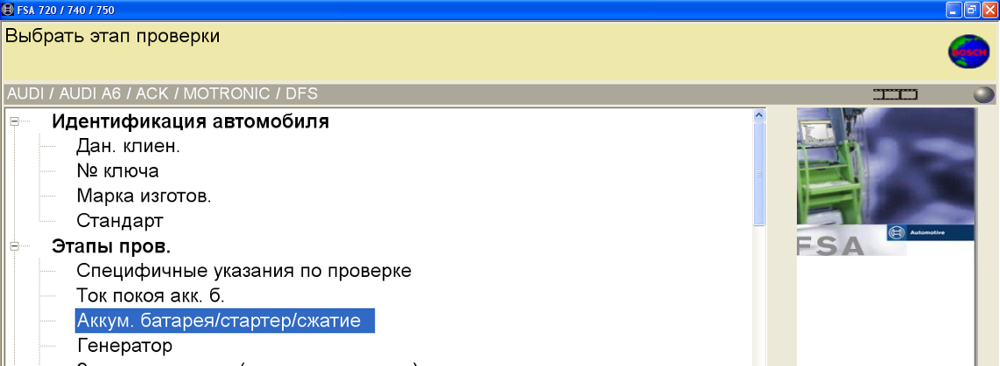 FSA 720 / 740 / 750
Выбрать этап проверки
BOSCH
AUDI / AUDI A6 / ACK / MOTRONIC / DFS
Идентификация автомобиля
Дан. клиен.
№ ключа
Марка изготов.
Стандарт
Этапы пров.
Специфичные указания по проверке
Ток покоя акк. б.
Аккум. батарея/стартер/сжатие
Генератор
Automotive
FSA